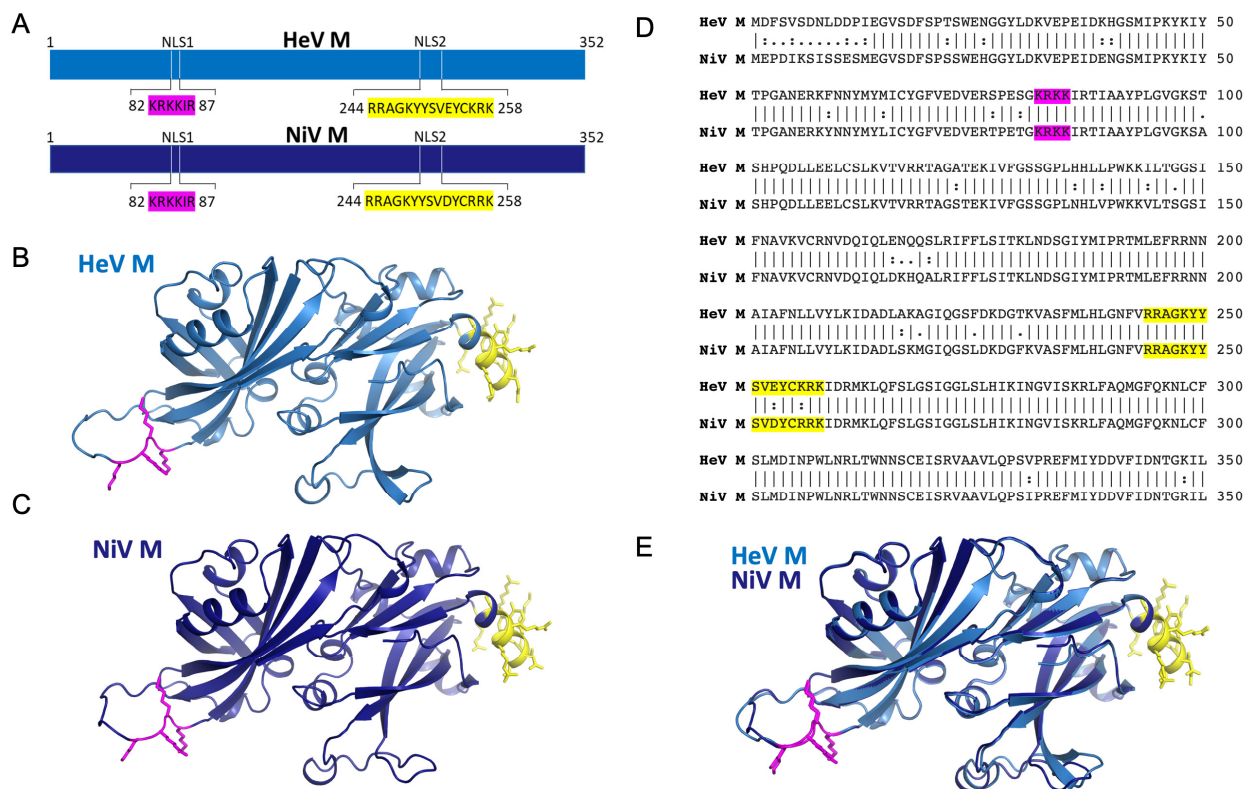 A
1 NLS1 HeV M NLS2 352
82 KRKKIR 87 244 RRAGKYYSVEYCKRK 258
1 NLS1 NiV M NLS2 352
82 KRKKIR 87 244 RRAGKYYSVDYCRRK 258
B
HeV M
C
NiV M
D
HeV M MDFSVSDNLDDPIEGVSDFSPTSWENGGYLDKVEPEIDKHGSMIPKYKIY 50
NiV M MEPDIKSISSESMEGVSDFSPSSWENGGYLDKVEPEIDENGSMIPKYKIY 50
HeV M TPGANERKFNNYMYMICYGFVEDVERSPESGKRKKIRTIAAYPLGVGKST 100
NiV M TPGANERKYNNYMYLICYGFVEDVERTPETGKRKKIRTIAAYPLGVGKSA 100
HeV M SHPQDLLEELCSLKVTVRRTAGATEKIVFGSSGPLHHLLPWKKILTGGSI 150
NiV M SHPQDLLEELCSLKVTVRRTAGSTEKIVFGSSGPLNHLVPWKKVLTSGSI 150
HeV M FNAVKVCRNVDQIQLENQQSLRIFFLSITKLNDSGIYMIPRTMLEFRRNN 200
NiV M FNAVKVCRNVDQIQLDKHQALRIFFLSITKLNDSGIYMIPRTMLEFRRNN 200
HeV M AIAFNLLVYLKIDADLAKAGIQGSFDKDGTKVASFMLHLGNFVRRAGKYY 250
NiV M AIAFNLLVYLKIDADLSKMGIQGSLDKDGFKVASFMLHLGNFVRRAGKYY 250
HeV M SVEYCKRKIDRMKLQFSLGSIGGLSLHIKINGVISKRLFAQMGFQKNLCF 300
NiV M SVDYCRRKIDRMKLQFSLGSIGGLSLHIKINGVISKRLFAQMGFQKNLCF 300
HeV M SLMDINPWLNRLTWNNSCEISRVAAVLQPSVPREFMIYDDVFIDNTGKIL 350
NiV M SLMDINPWLNRLTWNNSCEISRVAAVLQPSIPREFMIYDDVFIDNTGRIL 350
E
HeV M
NiV M